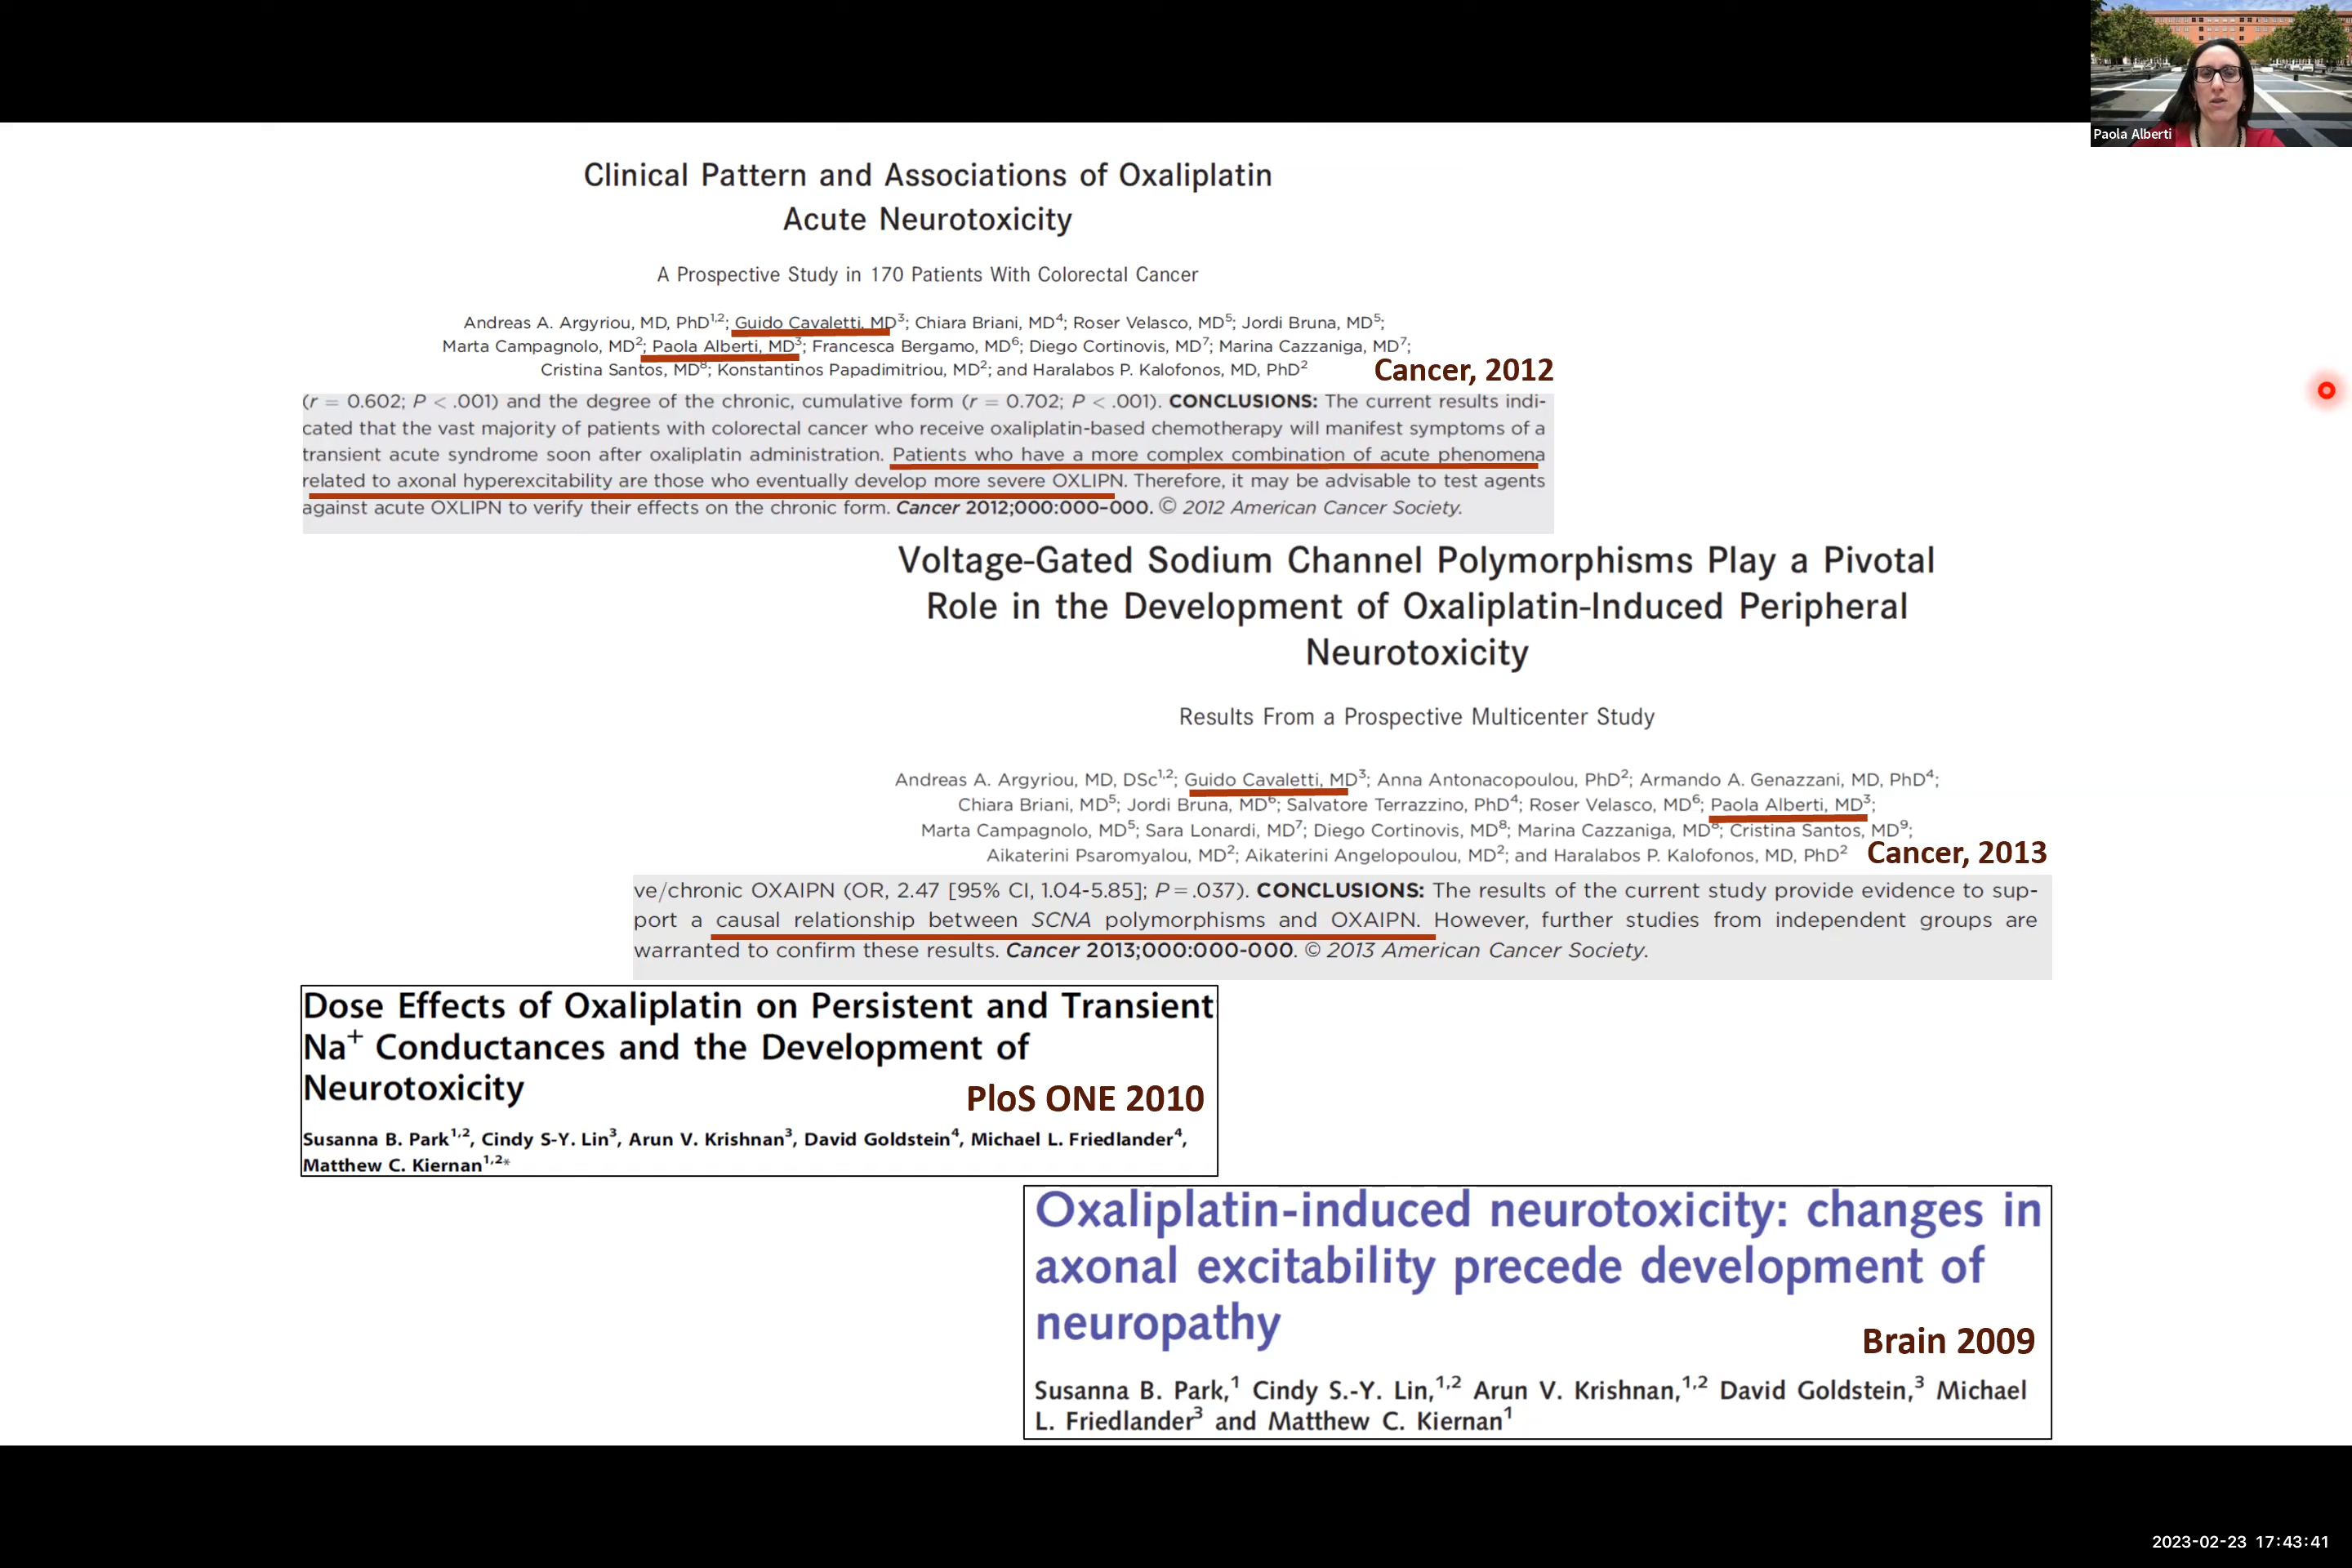 Paola Alberti
Clinical Pattern and Associations of Oxaliplatin
Acute Neurotoxicity
A Prospective Study in 170 Patients With Colorectal Cancer
Andreas A. Argyriou, MD, PhD1,2; Guido Cavaletti, MD3; Chiara Briani, MD4; Roser Velasco, MD5; Jordi Bruna, MD5;
Marta Campagnolo, MD2; Paola Alberti, MD3; Francesca Bergamo, MD6; Diego Cortinovis, MD7; Marina Cazzaniga, MD7;
Cristina Santos, MD8; Konstantinos Papadimitriou, MD2; and Haralabos P. Kalofonos, MD, PhD2
Cancer, 2012
(r = 0.602; P < .001) and the degree of the chronic, cumulative form (r = 0.702; P < .001). CONCLUSIONS: The current results indi-
cated that the vast majority of patients with colorectal cancer who receive oxaliplatin-based chemotherapy will manifest symptoms of a
transient acute syndrome soon after oxaliplatin administration. Patients who have a more complex combination of acute phenomena
related to axonal hyperexcitability are those who eventually develop more severe OXLIPN. Therefore, it may be advisable to test agents
against acute OXLIPN to verify their effects on the chronic form. Cancer 2012;000:000–000. © 2012 American Cancer Society.
Voltage-Gated Sodium Channel Polymorphisms Play a Pivotal
Role in the Development of Oxaliplatin-Induced Peripheral
Neurotoxicity
Results From a Prospective Multicenter Study
Andreas A. Argyriou, MD, DSc1,2; Guido Cavaletti, MD3; Anna Antonacopoulou, PhD2; Armando A. Genazzani, MD, PhD4;
Chiara Briani, MD5; Jordi Bruna, MD6; Salvatore Terrazzino, PhD4; Roser Velasco, MD6; Paola Alberti, MD3;
Marta Campagnolo, MD5; Sara Lonardi, MD7; Diego Cortinovis, MD8; Marina Cazzaniga, MD8; Cristina Santos, MD9;
Aikaterini Psaromyalou, MD2; Aikaterini Angelopoulou, MD2; and Haralabos P. Kalofonos, MD, PhD2
Cancer, 2013
ve/chronic OXAIPN (OR, 2.47 [95% CI, 1.04-5.85]; P = .037). CONCLUSIONS: The results of the current study provide evidence to sup-
port a causal relationship between SCNA polymorphisms and OXAIPN. However, further studies from independent groups are
warranted to confirm these results. Cancer 2013;000:000-000. © 2013 American Cancer Society.
Dose Effects of Oxaliplatin on Persistent and Transient
Na+ Conductances and the Development of
Neurotoxicity
PloS ONE 2010
Susanna B. Park1,2, Cindy S-Y. Lin3, Arun V. Krishnan3, David Goldstein4, Michael L. Friedlander4,
Matthew C. Kiernan1,2*
Oxaliplatin-induced neurotoxicity: changes in
axonal excitability precede development of
neuropathy
Brain 2009
Susanna B. Park,1 Cindy S.-Y. Lin,1,2 Arun V. Krishnan,1,2 David Goldstein,3 Michael
L. Friedlander3 and Matthew C. Kiernan1
2023-02-23 17:43:41